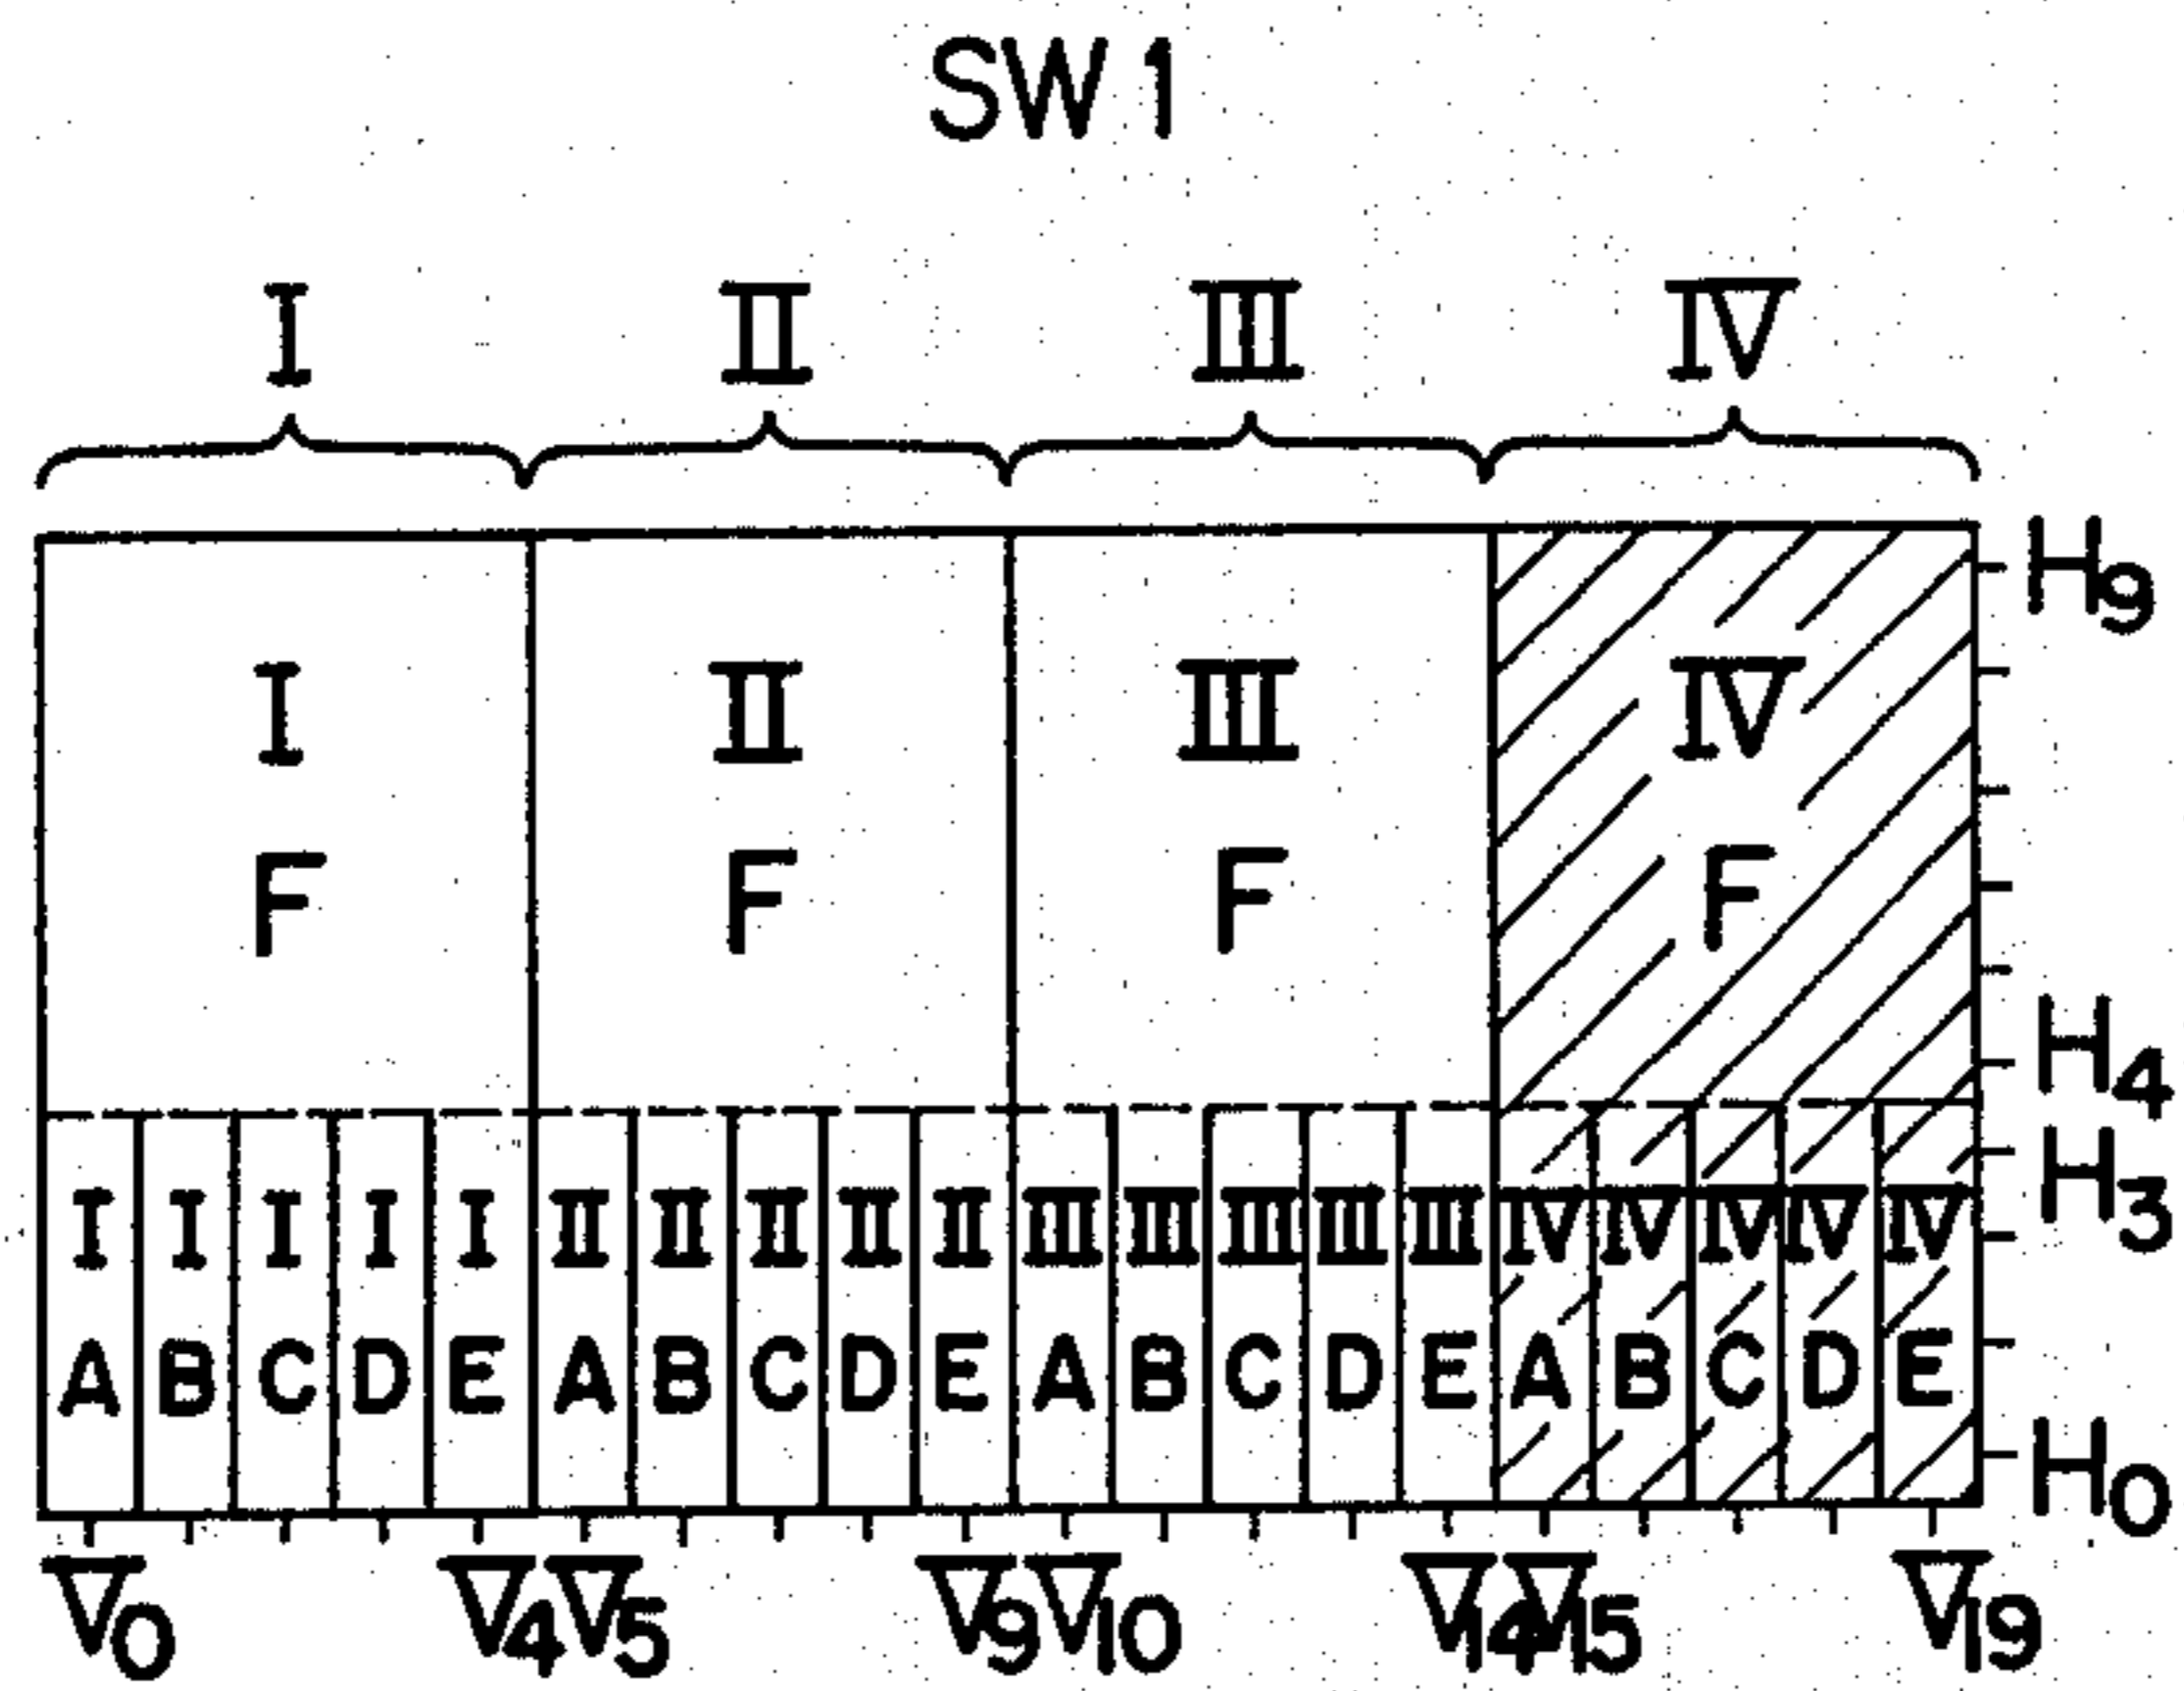 SW1
I II III IV
H9
I II III IV
F F F F
H4
H3
I I I I I II II II II II III III III III III IV IV IV IV IV
A B C D E A B C D E A B C D E A B C D E
H0
V0 V4 V5 V9 V10 V14 V15 V19